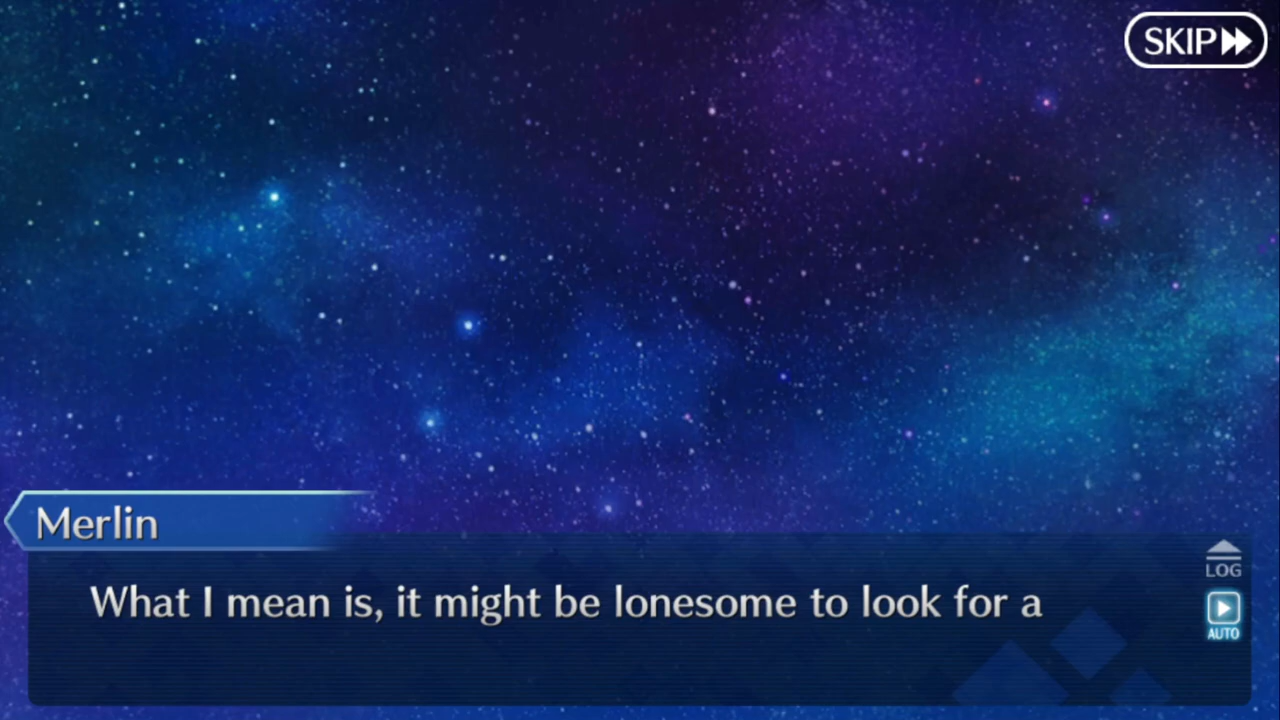 SKIP
Merlin
What I mean is, it might be lonesome to look for a
LOG
AUTO